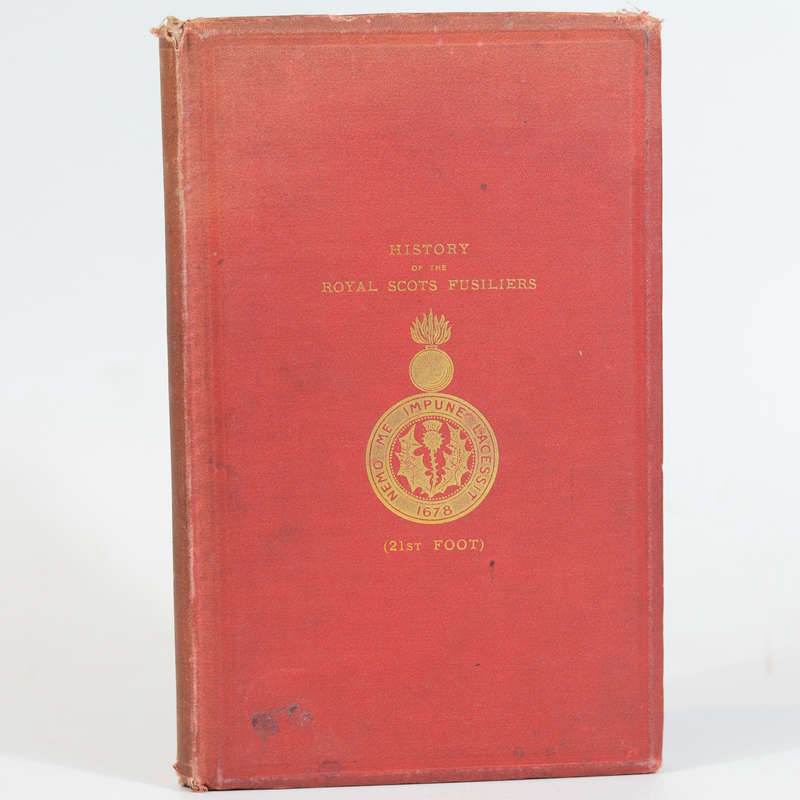 HISTORY
OF THE
ROYAL SCOTS FUSILIERS
NEMO ME IMPUNE LACESSIT
1678
(21ST FOOT)